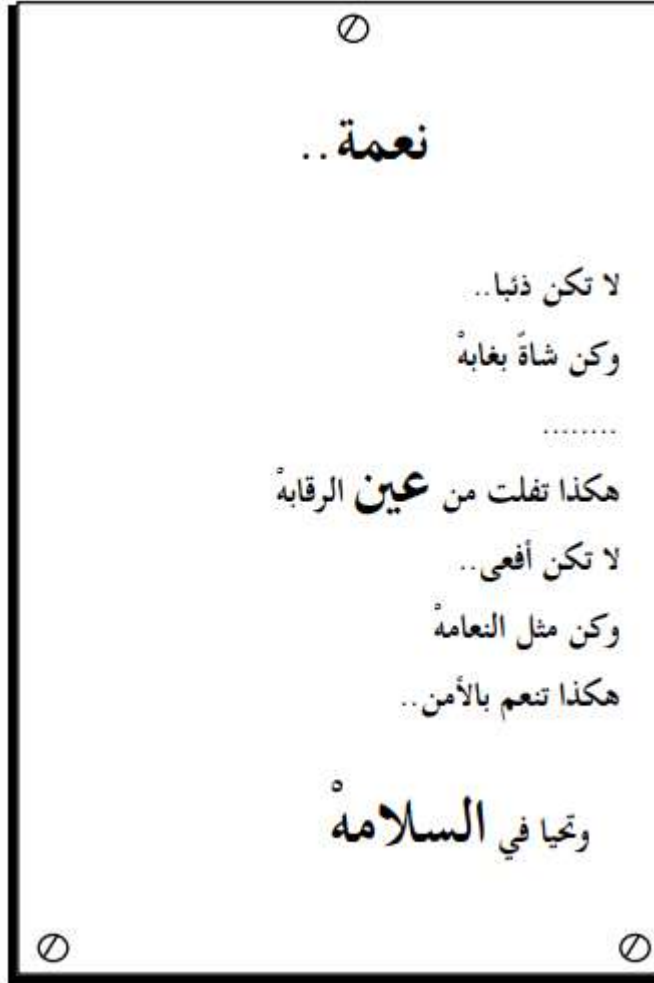 نعمة..
لا تكن ذئبا..
وكن شاةً بغابهْ
........
هكذا تفلت من عين الرقابهْ
لا تكن أفعى..
وكن مثل النعامهْ
هكذا تنعم بالأمن..
وتحيا في السلامهْ